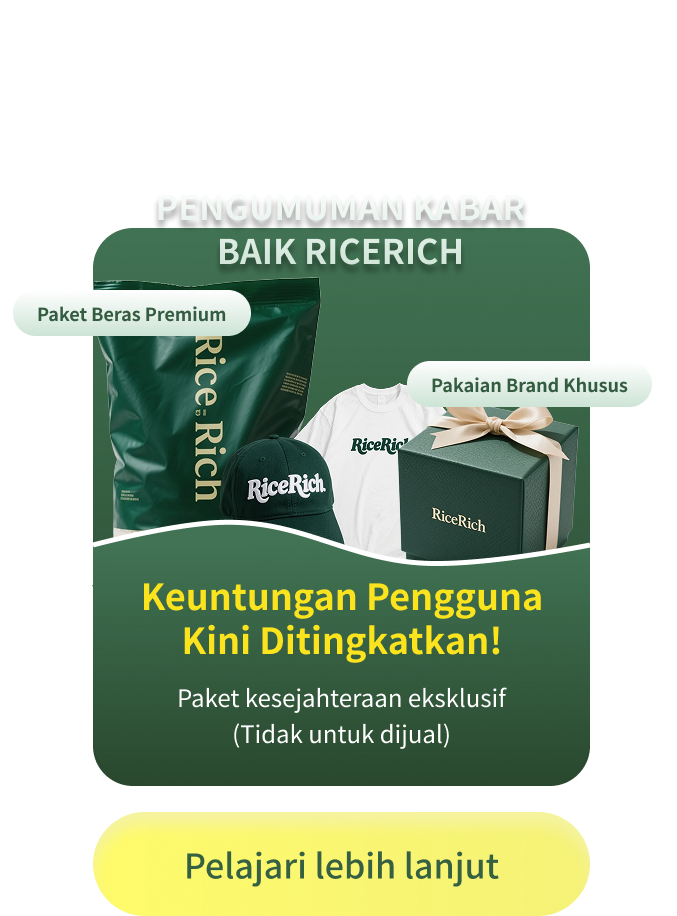 PENGUMUMAN KABAR
BAIK RICERICH
Paket Beras Premium
Pakaian Brand Khusus
Rice
Rich
RiceRich
RiceRich.
RiceRich
Keuntungan Pengguna
Kini Ditingkatkan!
Paket kesejahteraan eksklusif
(Tidak untuk dijual)
Pelajari lebih lanjut